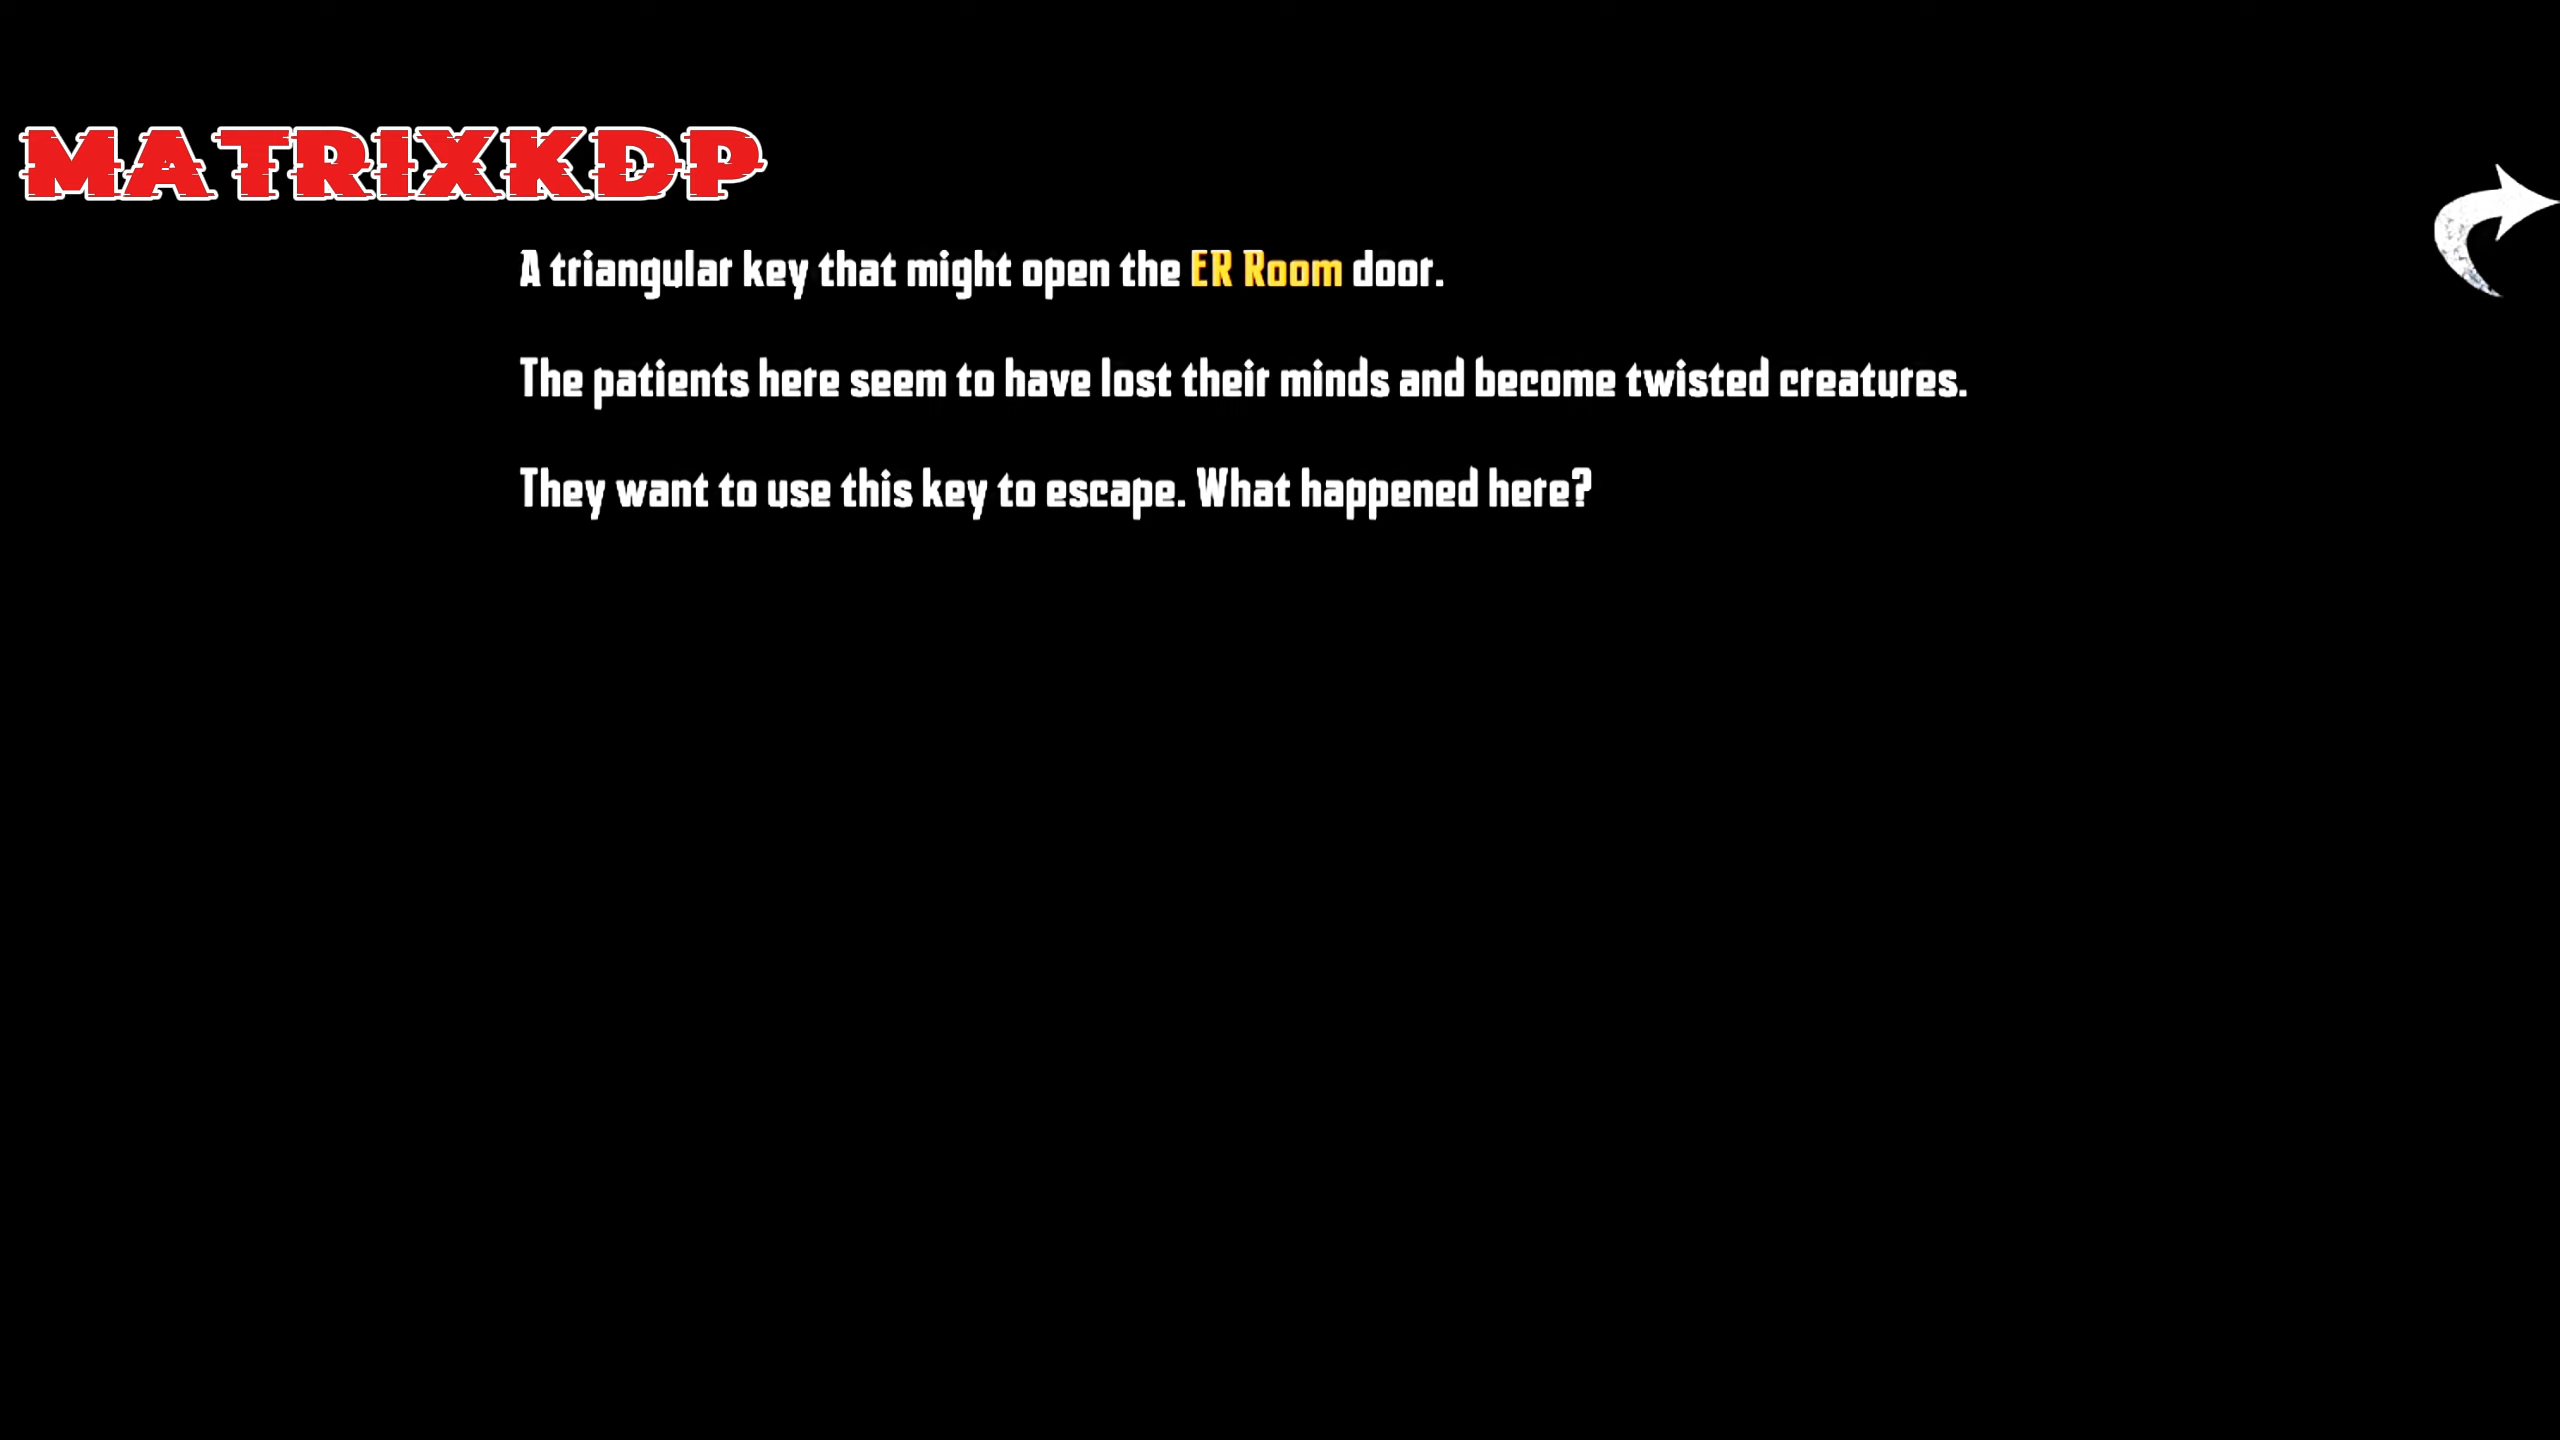 MATRIXKDP
A triangular key that might open the ER Room door.
The patients here seem to have lost their minds and become twisted creatures.
They want to use this key to escape. What happened here?